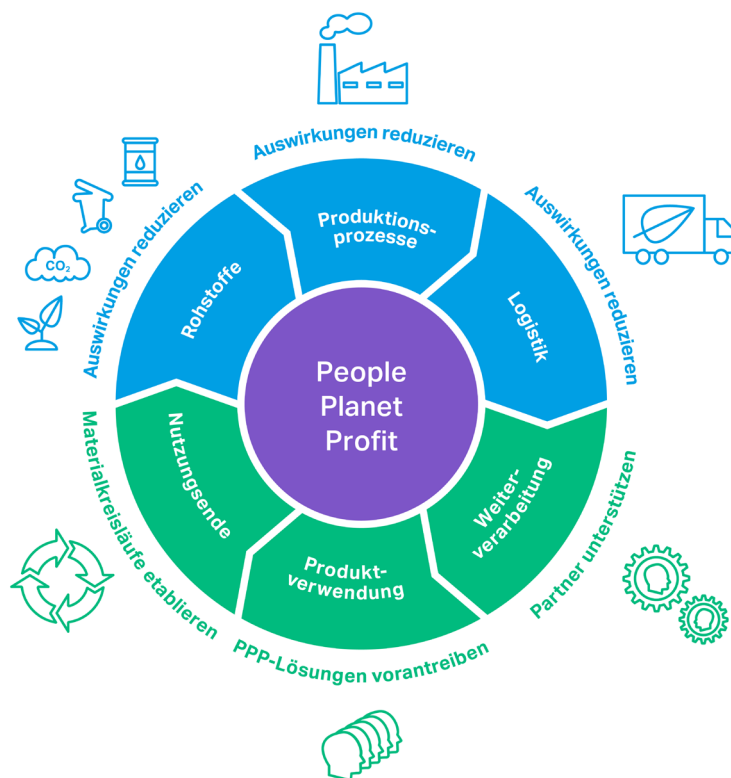 Auswirkungen reduzieren
Produktions-
prozesse
Auswirkungen reduzieren
Logistik
Partner unterstützen
Weiter-
verarbeitung
PPP-Lösungen vorantreiben
Produkt-
verwendung
Materialkreisläufe etablieren
Nutzungsende
Auswirkungen reduzieren
Rohstoffe
CO₂
People
Planet
Profit